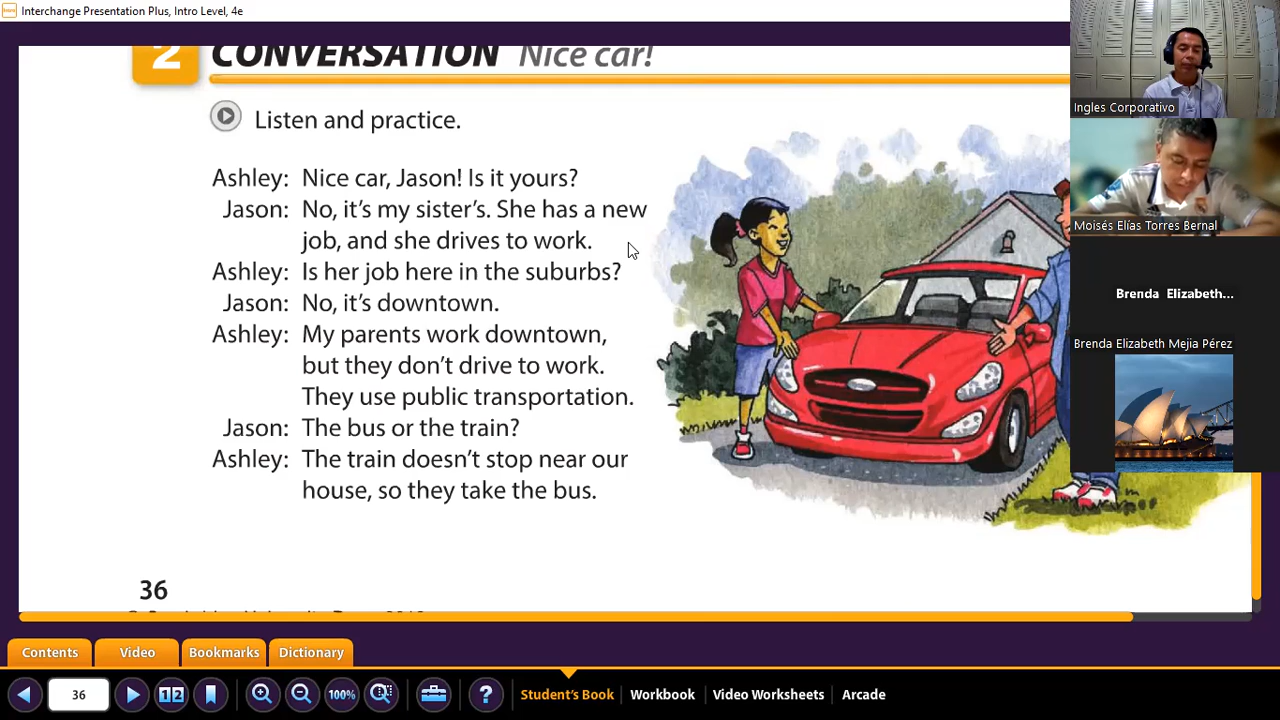 Interchange Presentation Plus, Intro Level, 4e
2 CONVERSATION Nice car!
Listen and practice.
Ashley: Nice car, Jason! Is it yours?
Jason: No, it's my sister's. She has a new
job, and she drives to work.
Ashley: Is her job here in the suburbs?
Jason: No, it's downtown.
Ashley: My parents work downtown,
but they don't drive to work.
They use public transportation.
Jason: The bus or the train?
Ashley: The train doesn't stop near our
house, so they take the bus.
36
Ingles Corporativo
Moisés Elías Torres Bernal
Brenda Elizabeth...
Brenda Elizabeth Mejia Pérez
Contents Video Bookmarks Dictionary
36 12 100% ? Student's Book Workbook Video Worksheets Arcade